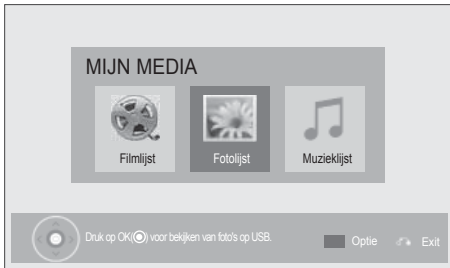 MIJN MEDIA
Filmlijst Fotolijst Muzieklijst
Druk op OK(◉) voor bekijken van foto's op USB. Optie Exit